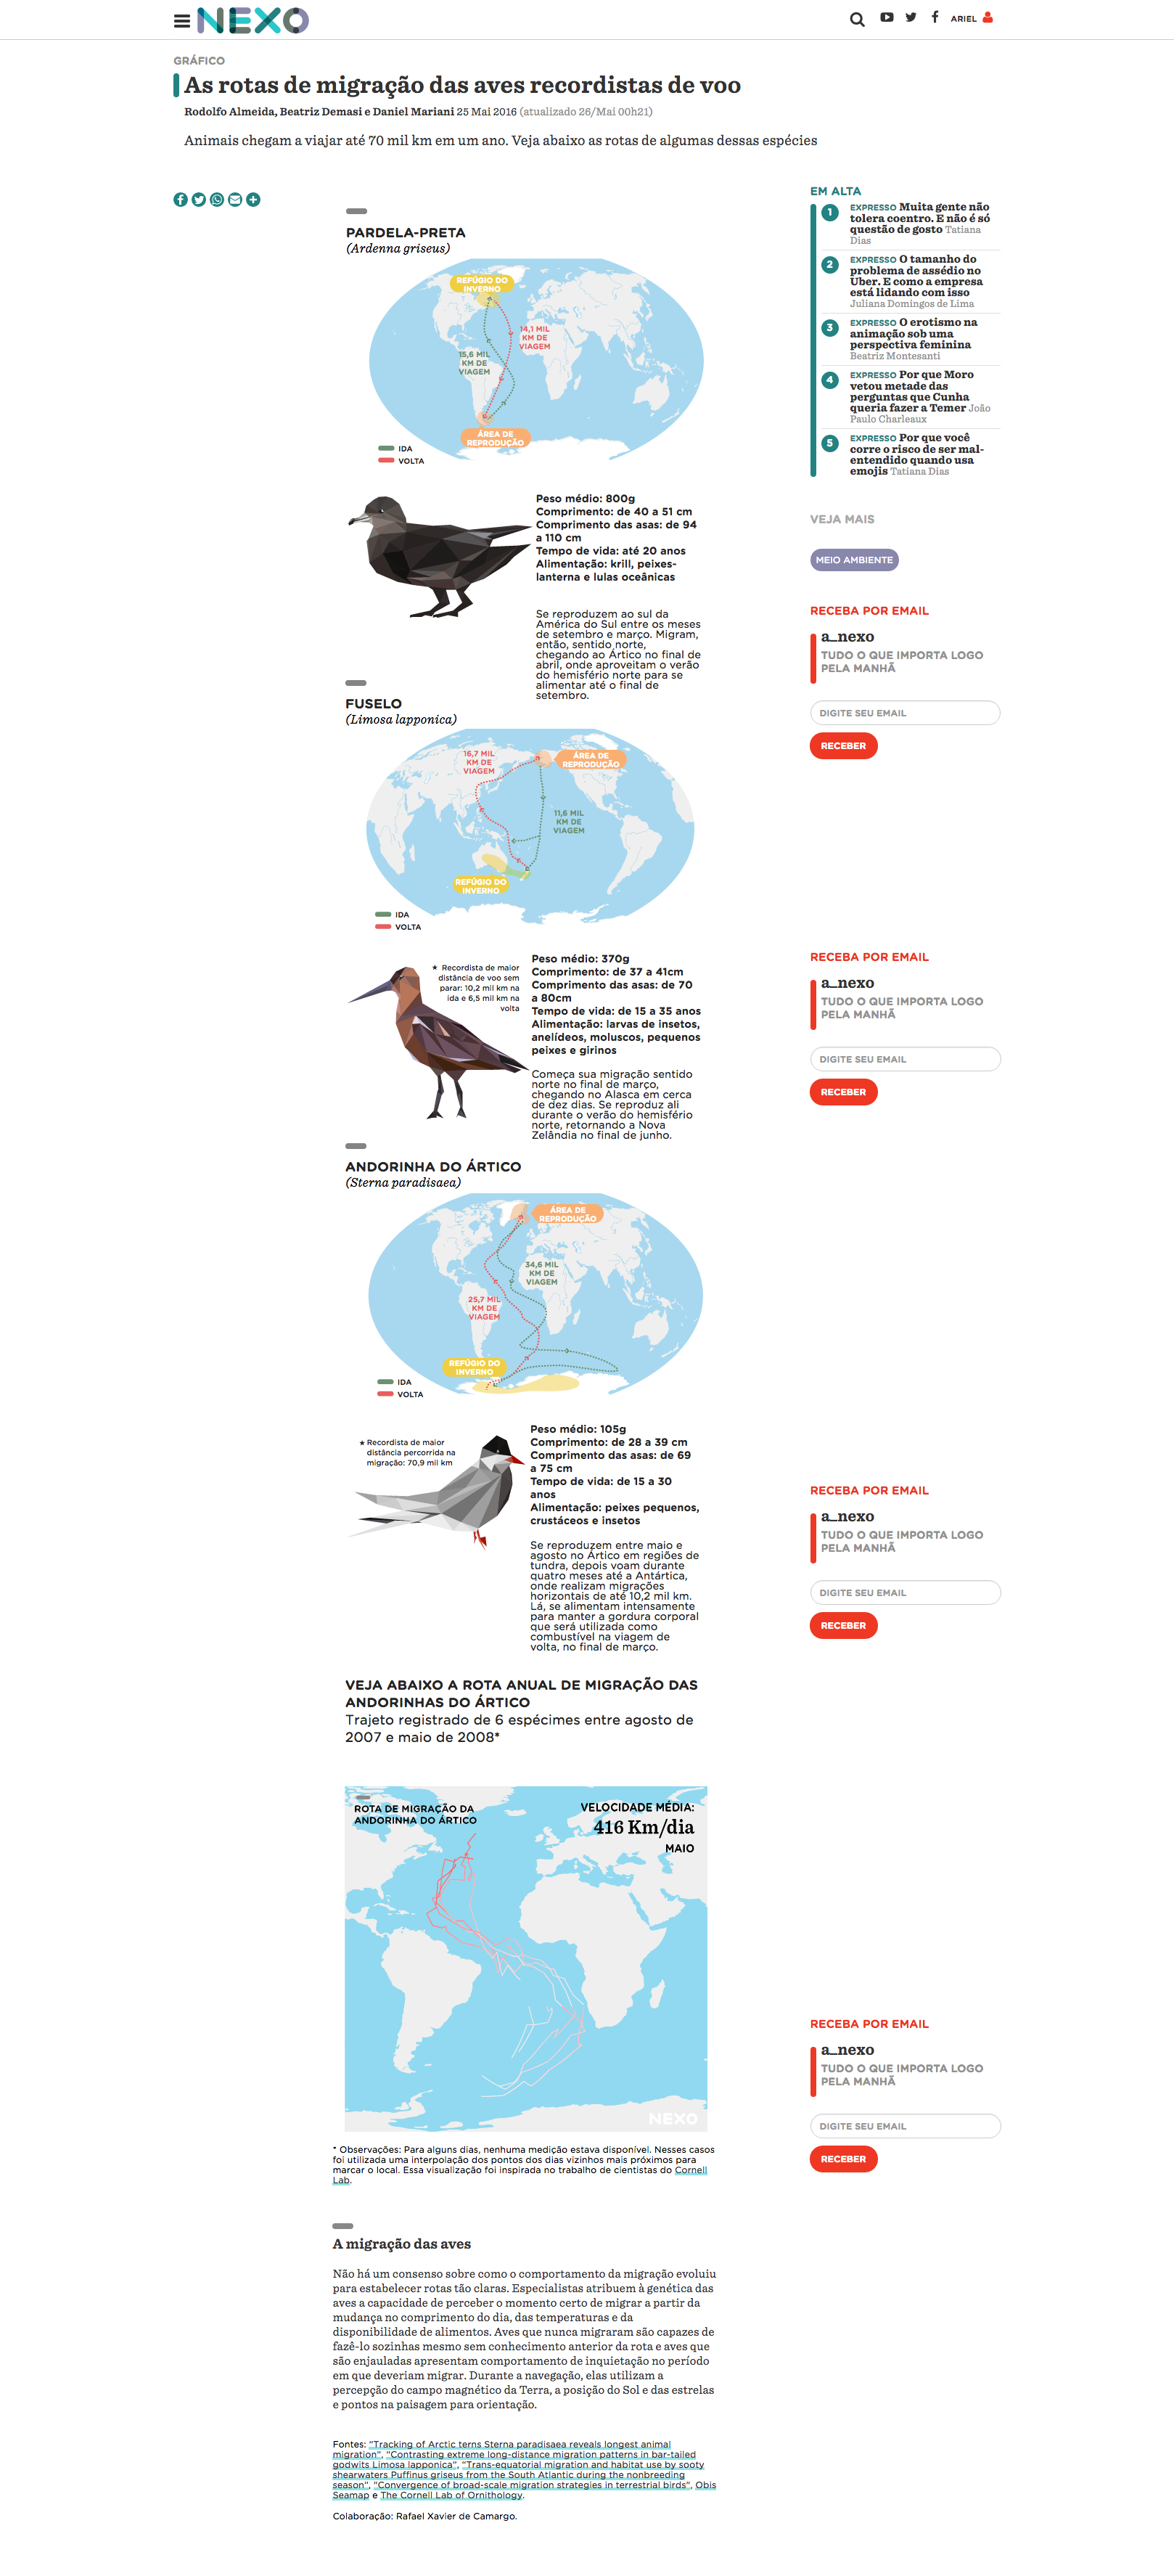 NEXO
ARIEL
GRÁFICO
As rotas de migração das aves recordistas de voo
Rodolfo Almeida, Beatriz Demasi e Daniel Mariani 25 Mai 2016 (atualizado 26/Mai 00h21)
Animais chegam a viajar até 70 mil km em um ano. Veja abaixo as rotas de algumas dessas espécies
PARDELA-PRETA
(Ardenna griseus)
REFÚGIO DO
INVERNO
14,1 MIL
KM DE
VIAGEM
15,6 MIL
KM DE
VIAGEM
ÁREA DE
REPRODUÇÃO
IDA
VOLTA
Peso médio: 800g
Comprimento: de 40 a 51 cm
Comprimento das asas: de 94
a 110 cm
Tempo de vida: até 20 anos
Alimentação: krill, peixes-
lanterna e lulas oceânicas
Se reproduzem ao sul da
América do Sul entre os meses
de setembro e março. Migram,
então, sentido norte,
chegando ao Ártico no final de
abril, onde aproveitam o verão
do hemisfério norte para se
alimentar até o final de
setembro.
FUSELO
(Limosa lapponica)
16,7 MIL
KM DE
VIAGEM
ÁREA DE
REPRODUÇÃO
11,6 MIL
KM DE
VIAGEM
REFÚGIO DO
INVERNO
IDA
VOLTA
★ Recordista de maior
distância de voo sem
parar: 10,2 mil km na
ida e 6,5 mil km na
volta
Peso médio: 370g
Comprimento: de 37 a 41cm
Comprimento das asas: de 70
a 80cm
Tempo de vida: de 15 a 35 anos
Alimentação: larvas de insetos,
anelídeos, moluscos, pequenos
peixes e girinos
Começa sua migração sentido
norte no final de março,
chegando no Alasca em cerca
de dez dias. Se reproduz ali
durante o verão do hemisfério
norte, retornando a Nova
Zelândia no final de junho.
ANDORINHA DO ÁRTICO
(Sterna paradisaea)
ÁREA DE
REPRODUÇÃO
34,6 MIL
KM DE
VIAGEM
25,7 MIL
KM DE
VIAGEM
REFÚGIO DO
INVERNO
IDA
VOLTA
★ Recordista de maior
distância percorrida na
migração: 70,9 mil km
Peso médio: 105g
Comprimento: de 28 a 39 cm
Comprimento das asas: de 69
a 75 cm
Tempo de vida: de 15 a 30
anos
Alimentação: peixes pequenos,
crustáceos e insetos
Se reproduzem entre maio e
agosto no Ártico em regiões de
tundra, depois voam durante
quatro meses até a Antártica,
onde realizam migrações
horizontais de até 10,2 mil km.
Lá, se alimentam intensamente
para manter a gordura corporal
que será utilizada como
combustível na viagem de
volta, no final de março.
VEJA ABAIXO A ROTA ANUAL DE MIGRAÇÃO DAS
ANDORINHAS DO ÁRTICO
Trajeto registrado de 6 espécimes entre agosto de
2007 e maio de 2008*
ROTA DE MIGRAÇÃO DA
ANDORINHA DO ÁRTICO
VELOCIDADE MÉDIA:
416 Km/dia
MAIO
NEXO
* Observações: Para alguns dias, nenhuma medição estava disponível. Nesses casos
foi utilizada uma interpolação dos pontos dos dias vizinhos mais próximos para
marcar o local. Essa visualização foi inspirada no trabalho de cientistas do Cornell
Lab.
A migração das aves
Não há um consenso sobre como o comportamento da migração evoluiu
para estabelecer rotas tão claras. Especialistas atribuem à genética das
aves a capacidade de perceber o momento certo de migrar a partir da
mudança no comprimento do dia, das temperaturas e da
disponibilidade de alimentos. Aves que nunca migraram são capazes de
fazê-lo sozinhas mesmo sem conhecimento anterior da rota e aves que
são enjauladas apresentam comportamento de inquietação no período
em que deveriam migrar. Durante a navegação, elas utilizam a
percepção do campo magnético da Terra, a posição do Sol e das estrelas
e pontos na paisagem para orientação.
Fontes: "Tracking of Arctic terns Sterna paradisaea reveals longest animal
migration", "Contrasting extreme long-distance migration patterns in bar-tailed
godwits Limosa lapponica", "Trans-equatorial migration and habitat use by sooty
shearwaters Puffinus griseus from the South Atlantic during the nonbreeding
season", "Convergence of broad-scale migration strategies in terrestrial birds", Obis
Seamap e The Cornell Lab of Ornithology.
Colaboração: Rafael Xavier de Camargo.
EM ALTA
1 EXPRESSO Muita gente não
tolera coentro. E não é só
questão de gosto Tatiana
Dias
2 EXPRESSO O tamanho do
problema de assédio no
Uber. E como a empresa
está lidando com isso
Juliana Domingos de Lima
3 EXPRESSO O erotismo na
animação sob uma
perspectiva feminina
Beatriz Montesanti
4 EXPRESSO Por que Moro
vetou metade das
perguntas que Cunha
queria fazer a Temer João
Paulo Charleaux
5 EXPRESSO Por que você
corre o risco de ser mal-
entendido quando usa
emojis Tatiana Dias
VEJA MAIS
MEIO AMBIENTE
RECEBA POR EMAIL
a_nexo
TUDO O QUE IMPORTA LOGO
PELA MANHÃ
DIGITE SEU EMAIL
RECEBER
RECEBA POR EMAIL
a_nexo
TUDO O QUE IMPORTA LOGO
PELA MANHÃ
DIGITE SEU EMAIL
RECEBER
RECEBA POR EMAIL
a_nexo
TUDO O QUE IMPORTA LOGO
PELA MANHÃ
DIGITE SEU EMAIL
RECEBER
RECEBA POR EMAIL
a_nexo
TUDO O QUE IMPORTA LOGO
PELA MANHÃ
DIGITE SEU EMAIL
RECEBER